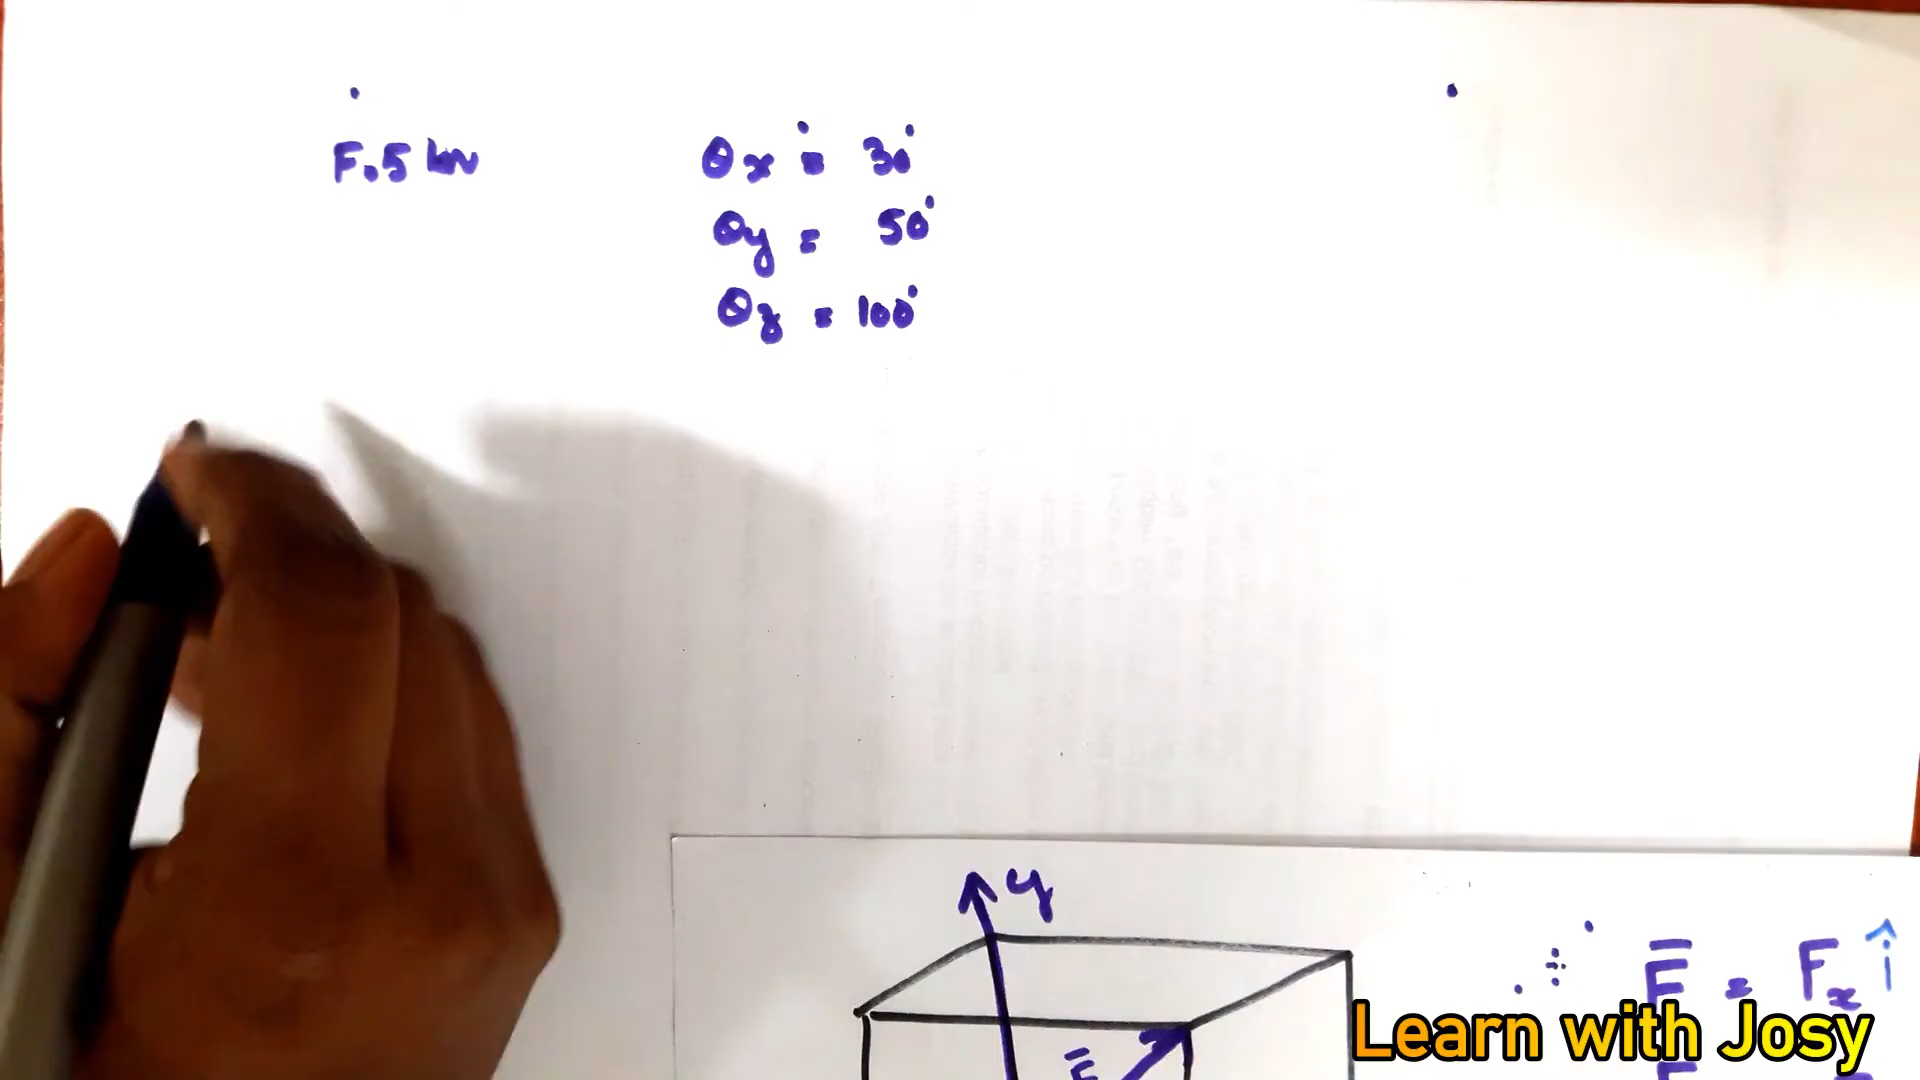 F = 5 kN
θx = 30°
θy = 50°
θz = 100°
y
F̅ = Fx î
F̅
Learn with Josy